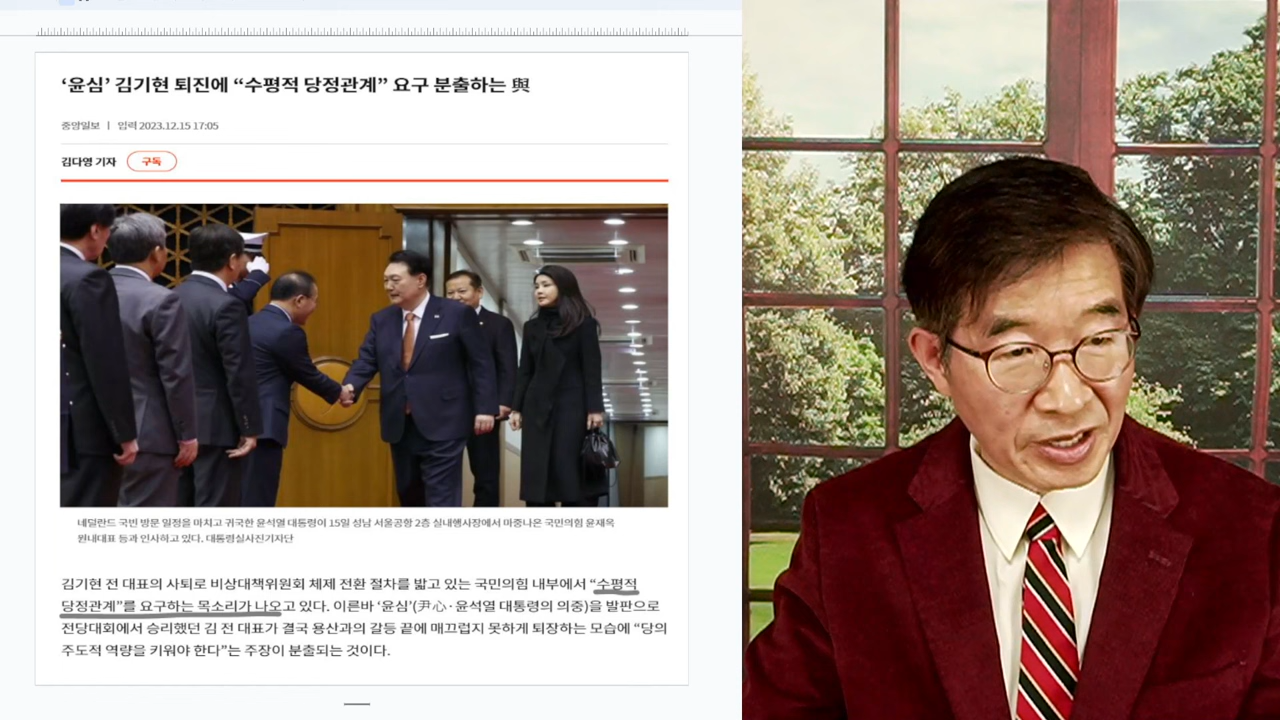 ‘윤심’ 김기현 퇴진에 “수평적 당정관계” 요구 분출하는 與
중앙일보 | 입력 2023.12.15 17:05
김다영 기자 구독
네덜란드 국빈 방문 일정을 마치고 귀국한 윤석열 대통령이 15일 성남 서울공항 2층 실내행사장에서 마중나온 국민의힘 윤재옥
원내대표 등과 인사하고 있다. 대통령실사진기자단
김기현 전 대표의 사퇴로 비상대책위원회 체제 전환 절차를 밟고 있는 국민의힘 내부에서 “수평적
당정관계”를 요구하는 목소리가 나오고 있다. 이른바 ‘윤심’(尹心·윤석열 대통령의 의중)을 발판으로
전당대회에서 승리했던 김 전 대표가 결국 용산과의 갈등 끝에 매끄럽지 못하게 퇴장하는 모습에 “당의
주도적 역량을 키워야 한다”는 주장이 분출되는 것이다.